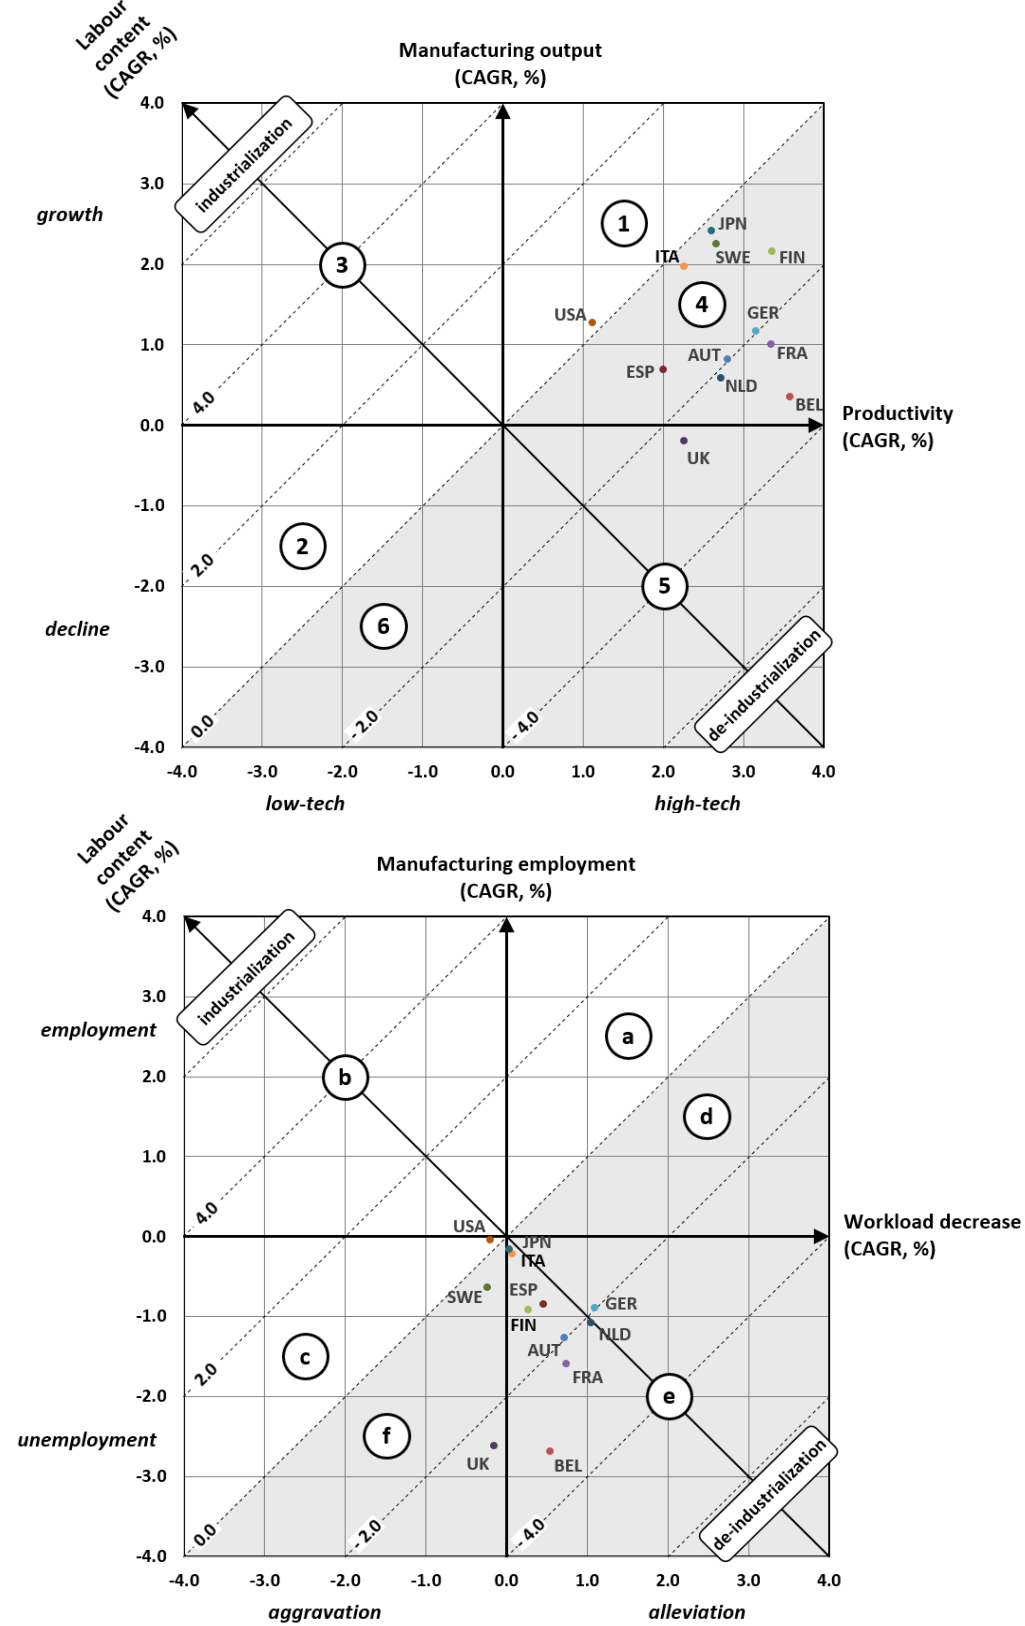 Labour
content
(CAGR, %)
Manufacturing output
(CAGR, %)
4.0
industrialization
3.0
growth
1
JPN
3
2.0
ITA
SWE
FIN
4
USA
GER
1.0
AUT
FRA
ESP
NLD
4.0
BEL
0.0
Productivity
(CAGR, %)
UK
-1.0
2
2.0
-2.0
5
6
decline
-3.0
de-industrialization
0.0
- 2.0
- 4.0
-4.0
-4.0 -3.0 -2.0 -1.0 0.0 1.0 2.0 3.0 4.0
low-tech high-tech
Labour
content
(CAGR, %)
Manufacturing employment
(CAGR, %)
4.0
industrialization
3.0
employment
a
b
2.0
d
1.0
4.0
USA
0.0
JPN
Workload decrease
(CAGR, %)
ITA
SWE
ESP
GER
-1.0
FIN
NLD
AUT
c
2.0
FRA
-2.0
e
unemployment
f
UK
BEL
-3.0
de-industrialization
0.0
- 2.0
- 4.0
-4.0
-4.0 -3.0 -2.0 -1.0 0.0 1.0 2.0 3.0 4.0
aggravation alleviation